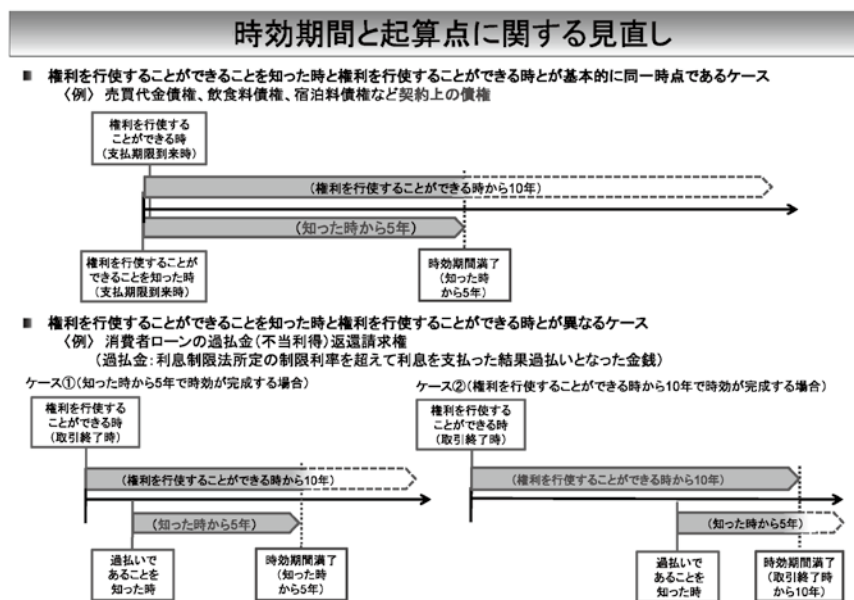 時効期間と起算点に関する見直し
■ 権利を行使することができることを知った時と権利を行使することができる時とが基本的に同一時点であるケース
〈例〉 売買代金債権、飲食料債権、宿泊料債権など契約上の債権
権利を行使する
ことができる時
(支払期限到来時)
(権利を行使することができる時から10年)
(知った時から5年)
権利を行使することが
できることを知った時
(支払期限到来時)
時効期間満了
(知った時
から5年)
■ 権利を行使することができることを知った時と権利を行使することができる時とが異なるケース
〈例〉 消費者ローンの過払金(不当利得)返還請求権
(過払金:利息制限法所定の制限利率を超えて利息を支払った結果過払いとなった金銭)
ケース①(知った時から5年で時効が完成する場合)
権利を行使する
ことができる時
(取引終了時)
(権利を行使することができる時から10年)
(知った時から5年)
過払いで
あることを
知った時
時効期間満了
(知った時
から5年)
ケース②(権利を行使することができる時から10年で時効が完成する場合)
権利を行使する
ことができる時
(取引終了時)
(権利を行使することができる時から10年)
(知った時から5年)
過払いで
あることを
知った時
時効期間満了
(取引終了時
から10年)